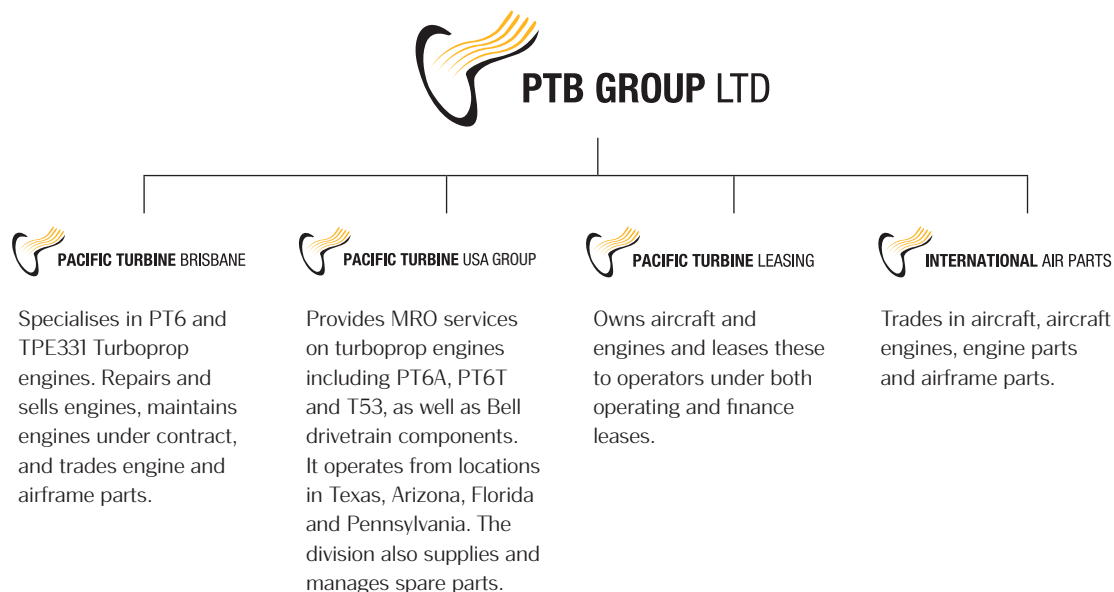 PTB GROUP LTD
PACIFIC TURBINE BRISBANE
Specialises in PT6 and
TPE331 Turboprop
engines. Repairs and
sells engines, maintains
engines under contract,
and trades engine and
airframe parts.
PACIFIC TURBINE USA GROUP
Provides MRO services
on turboprop engines
including PT6A, PT6T
and T53, as well as Bell
drivetrain components.
It operates from locations
in Texas, Arizona, Florida
and Pennsylvania. The
division also supplies and
manages spare parts.
PACIFIC TURBINE LEASING
Owns aircraft and
engines and leases these
to operators under both
operating and finance
leases.
INTERNATIONAL AIR PARTS
Trades in aircraft, aircraft
engines, engine parts
and airframe parts.